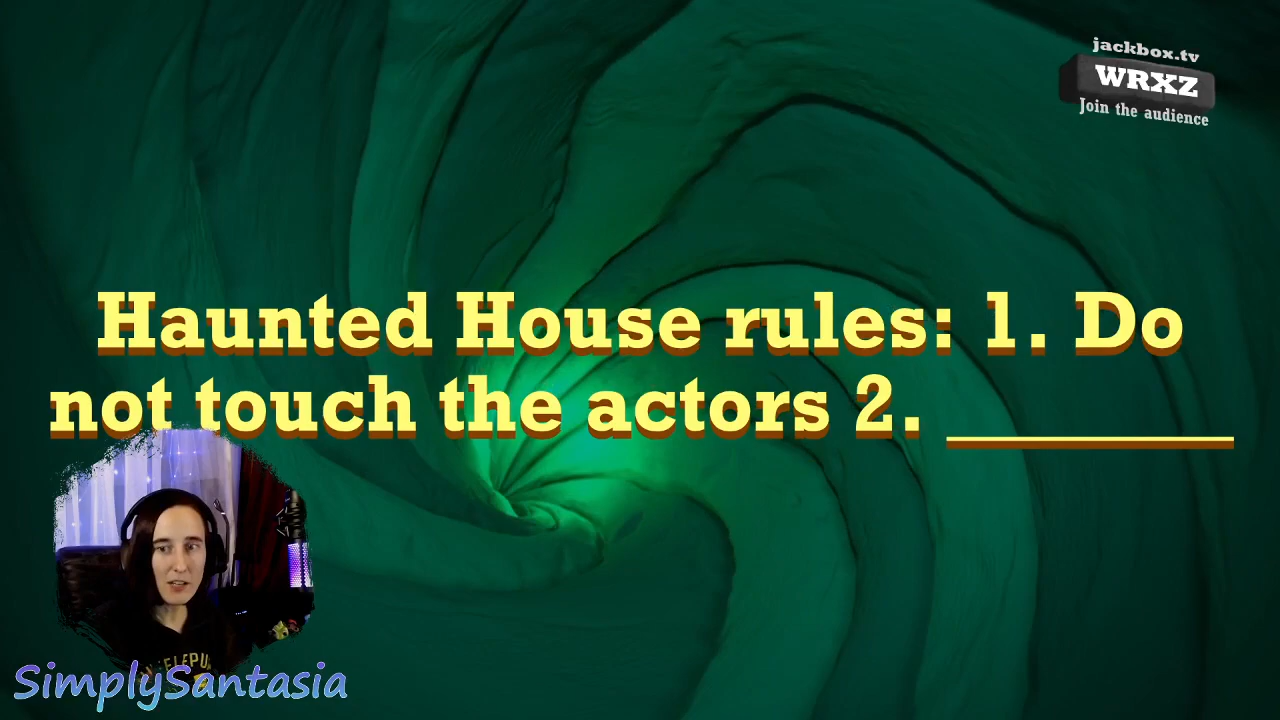 jackbox.tv
WRXZ
Join the audience
Haunted House rules: 1. Do
not touch the actors 2. ________
SimplySantasia